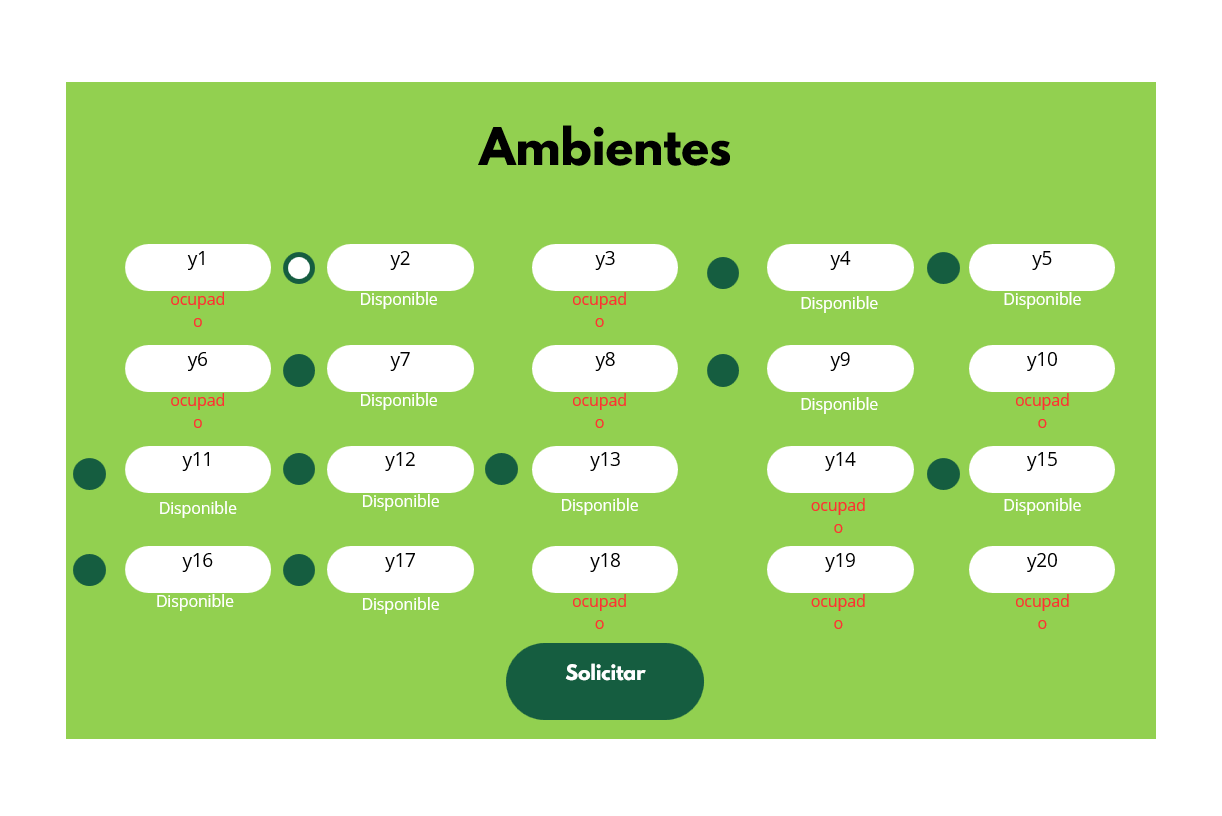 Ambientes
y1
y2
y3
y4
y5
ocupad
o
Disponible
ocupad
o
Disponible
Disponible
y6
y7
y8
y9
y10
ocupad
o
Disponible
ocupad
o
Disponible
ocupad
o
y11
y12
y13
y14
y15
Disponible
Disponible
Disponible
ocupad
o
Disponible
y16
y17
y18
y19
y20
Disponible
Disponible
ocupad
o
ocupad
o
ocupad
o
Solicitar